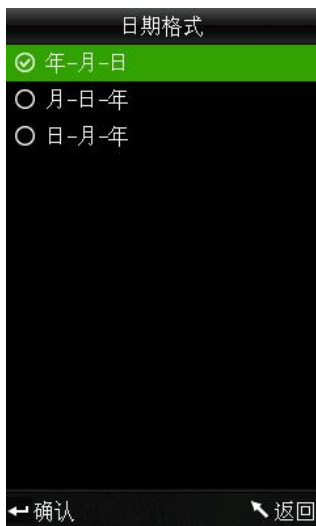 日期格式
年-月-日
月-日-年
日-月-年
确认 返回